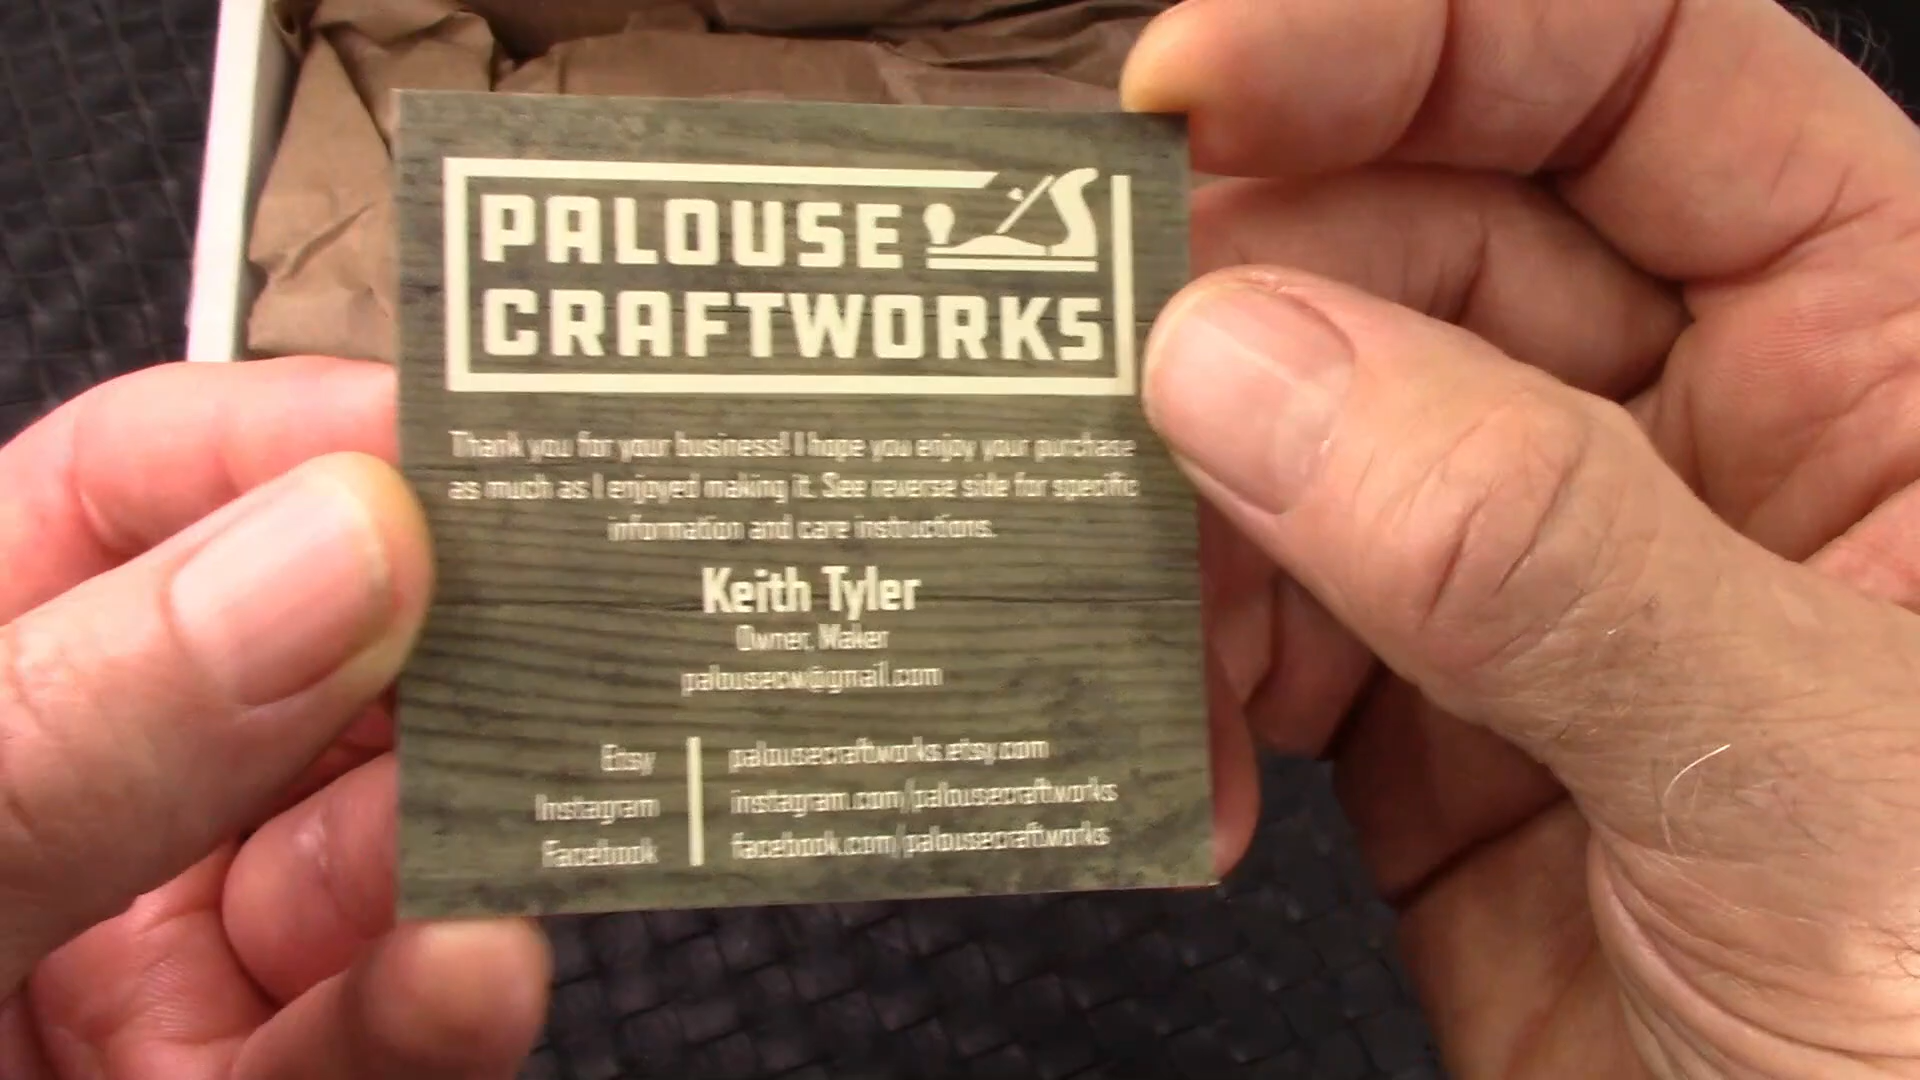 PALOUSE
CRAFTWORKS
Thank you for your business! I hope you enjoy your purchase
as much as I enjoyed making it. See reverse side for specific
information and care instructions.
Keith Tyler
Owner, Maker
palousecw@gmail.com
Etsy palousecraftworks.etsy.com
Instagram instagram.com/palousecraftworks
Facebook facebook.com/palousecraftworks